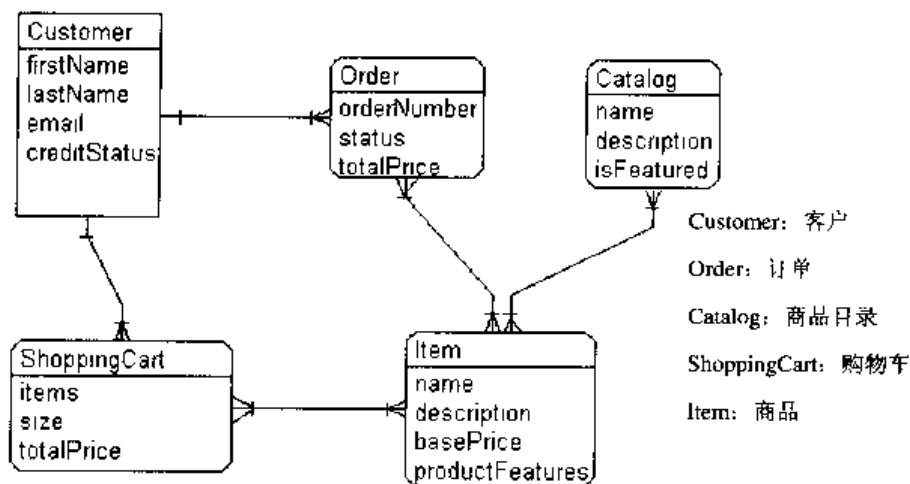 Customer
firstName
lastName
email
creditStatus
Order
orderNumber
status
totalPrice
Catalog
name
description
isFeatured
Customer：客户
Order：订单
Catalog：商品目录
ShoppingCart：购物车
Item：商品
ShoppingCart
items
size
totalPrice
Item
name
description
basePrice
productFeatures